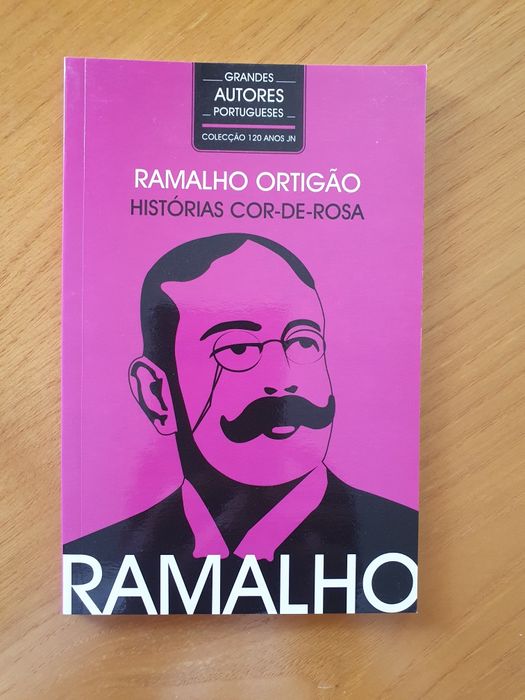 GRANDES
AUTORES
PORTUGUESES
COLECÇÃO 120 ANOS JN
RAMALHO ORTIGÃO
HISTÓRIAS COR-DE-ROSA
RAMALHO